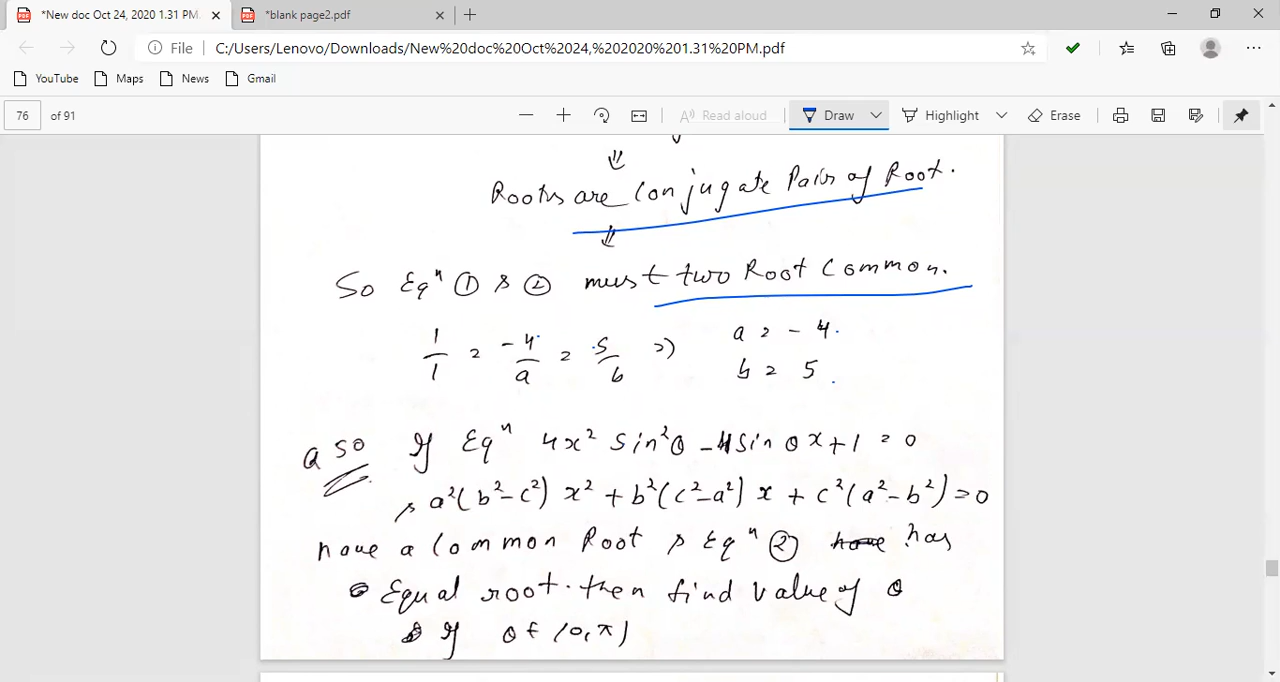 *New doc Oct 24, 2020 1.31 PM.
*blank page2.pdf
File C:/Users/Lenovo/Downloads/New%20doc%20Oct%2024,%202020%201.31%20PM.pdf
YouTube Maps News Gmail
76 of 91 Read aloud Draw Highlight Erase
Roots are Conjugate Pair of Root.
So Eqⁿ ① & ② must two Root Common.
1/1 = -4/a = 5/b ⇒ a = -4.
b = 5.
Q 50 If Eqⁿ 4x² sin²θ - 4 sin θ x + 1 = 0
& a²(b²-c²) x² + b²(c²-a²) x + c²(a²-b²) = 0
have a Common Root & Eqⁿ ② has
Equal root. then find value of θ
If θ ∈ (0, π)